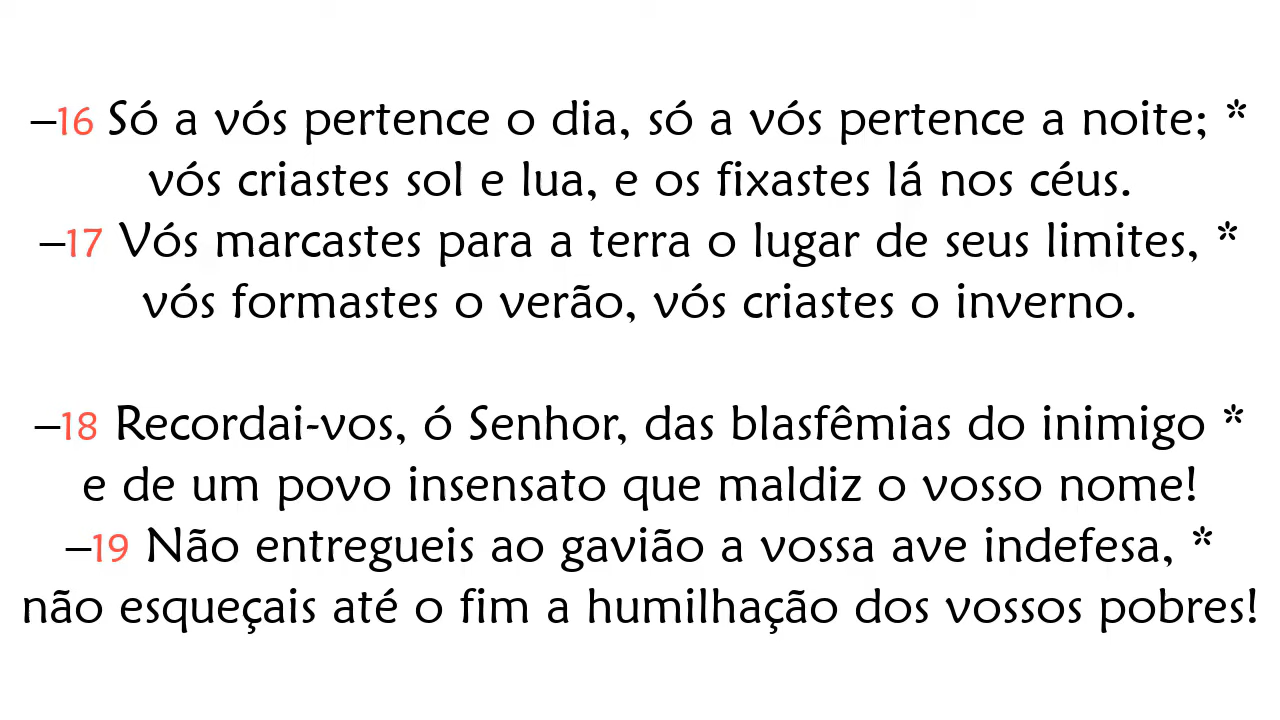 –16 Só a vós pertence o dia, só a vós pertence a noite; *
vós criastes sol e lua, e os fixastes lá nos céus.
–17 Vós marcastes para a terra o lugar de seus limites, *
vós formastes o verão, vós criastes o inverno.
–18 Recordai-vos, ó Senhor, das blasfêmias do inimigo *
e de um povo insensato que maldiz o vosso nome!
–19 Não entregueis ao gavião a vossa ave indefesa, *
não esqueçais até o fim a humilhação dos vossos pobres!